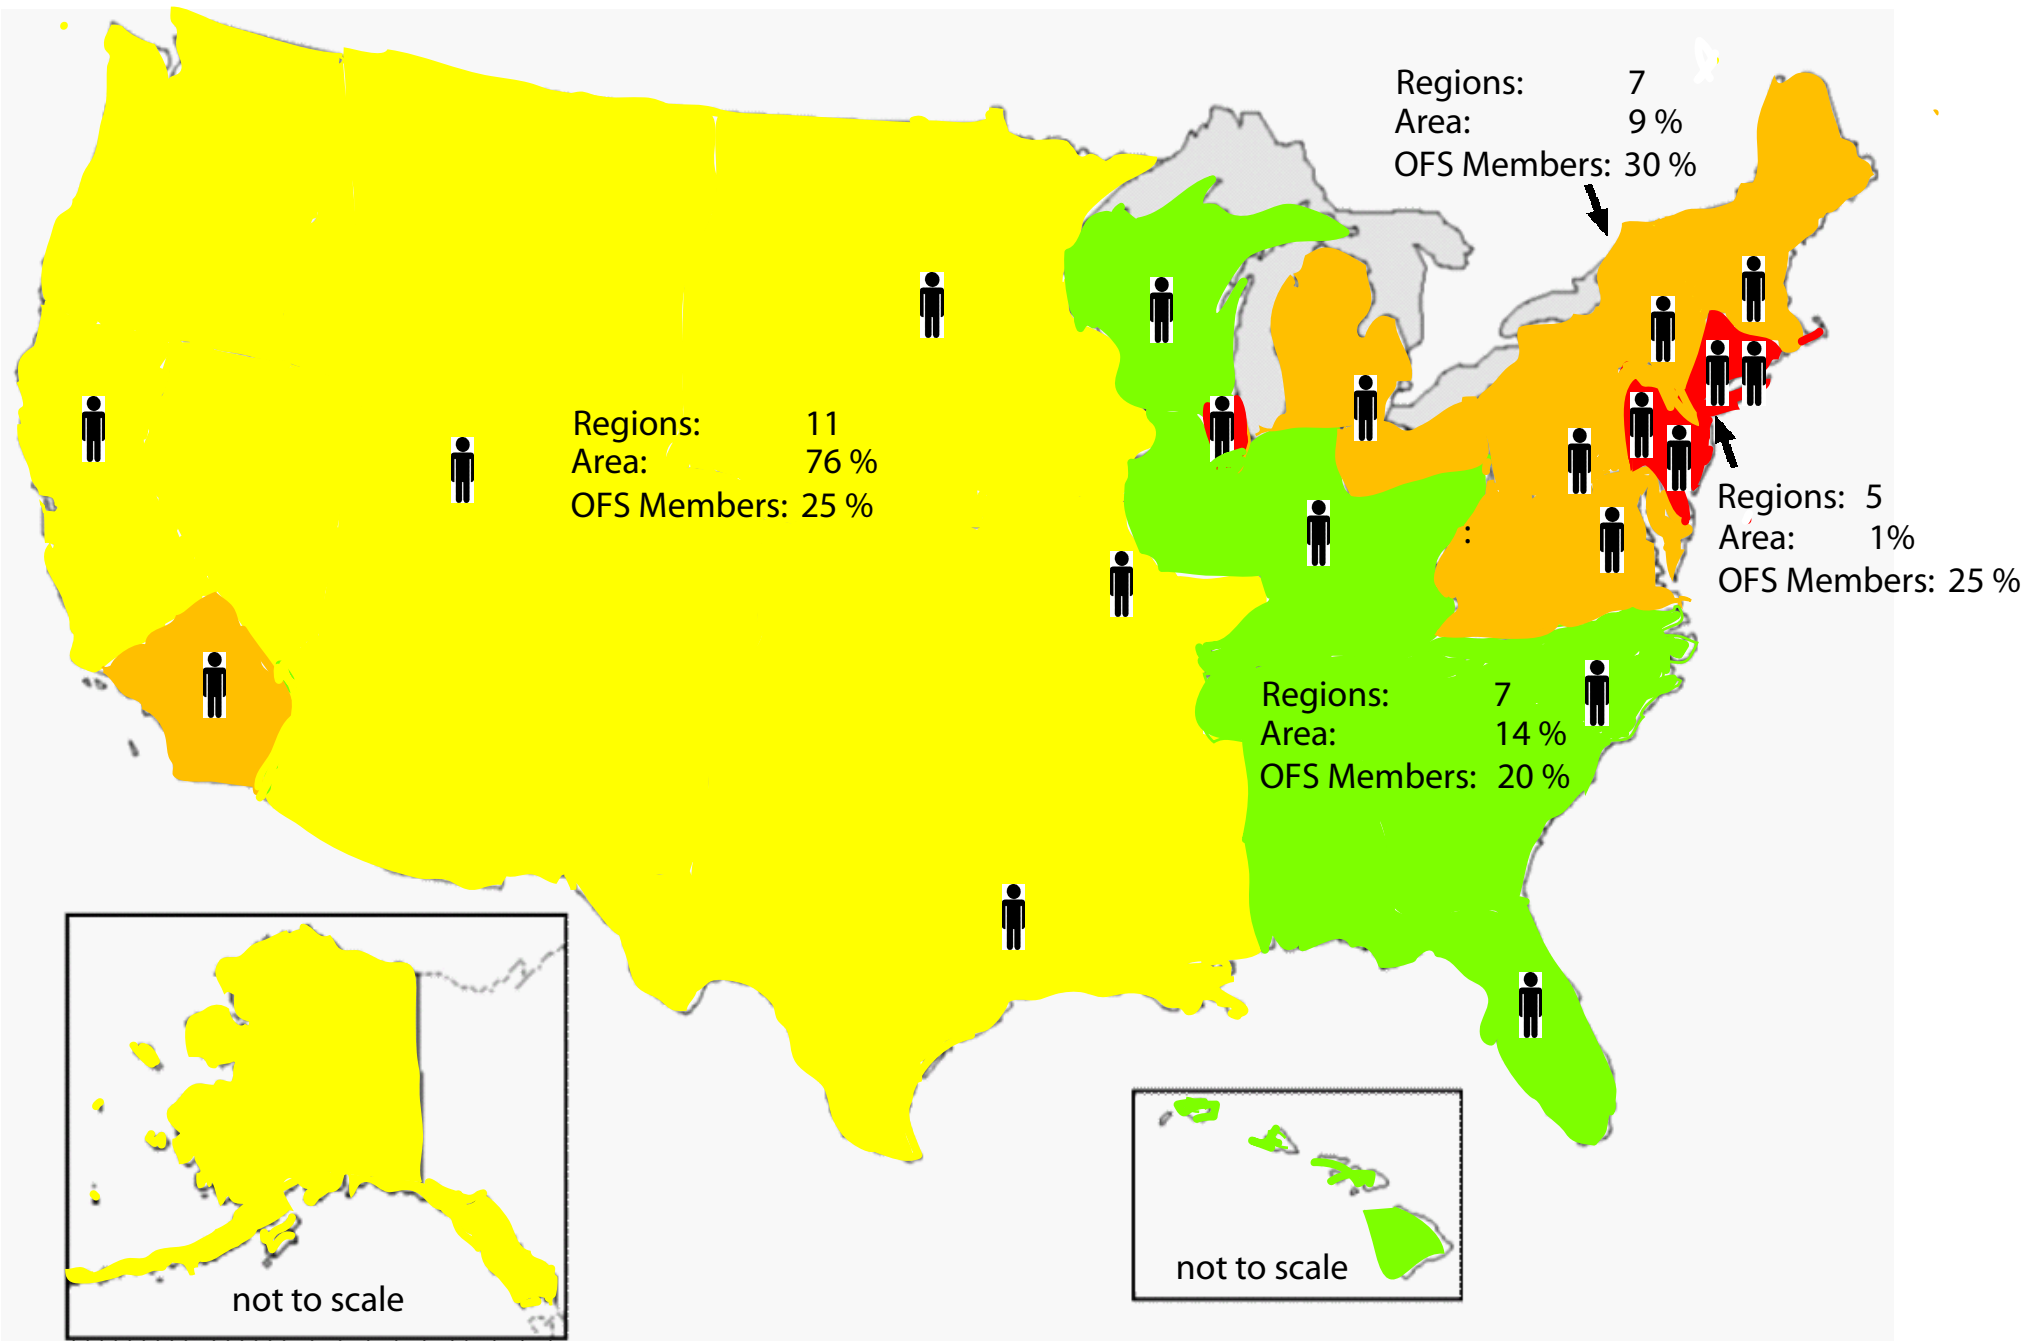 Regions: 7
Area: 9 %
OFS Members: 30 %
Regions: 11
Area: 76 %
OFS Members: 25 %
Regions: 5
Area: 1%
OFS Members: 25 %
:
Regions: 7
Area: 14 %
OFS Members: 20 %
not to scale
not to scale